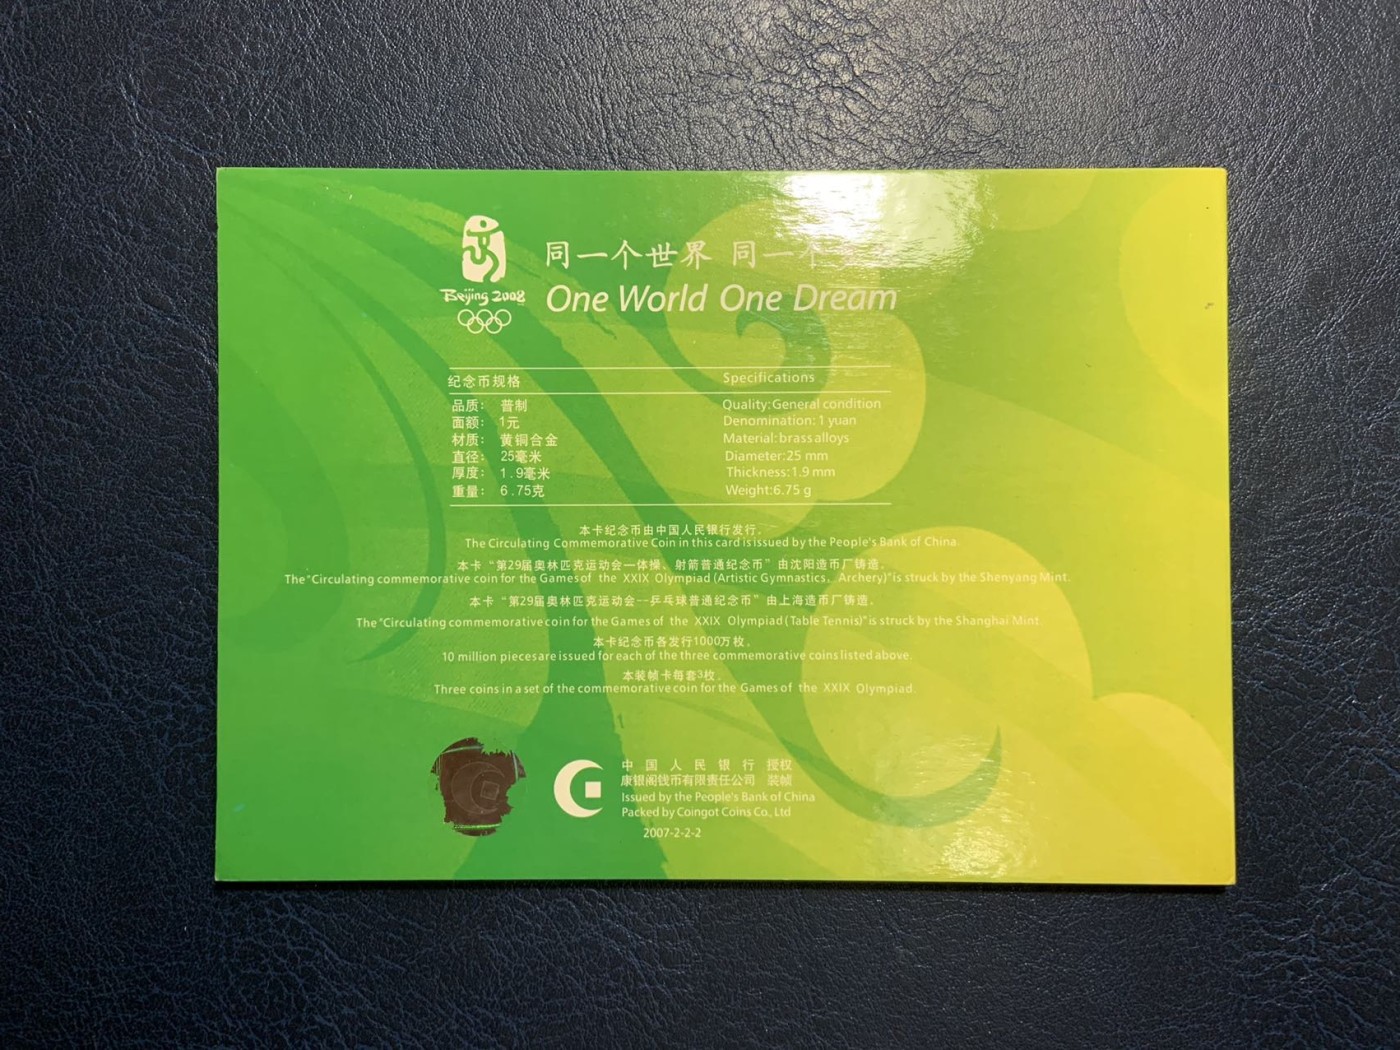 同一个世界 同一个
Beijing 2008
One World One Dream
纪念币规格 Specifications
品质: 普制 Quality:General condition
面额: 1元 Denomination:1 yuan
材质: 黄铜合金 Material:brass alloys
直径: 25毫米 Diameter:25 mm
厚度: 1.9毫米 Thickness:1.9 mm
重量: 6.75克 Weight:6.75 g
本卡纪念币由中国人民银行发行。
The Circulating Commemorative Coin in this card is issued by the People's Bank of China.
本卡“第29届奥林匹克运动会—体操、射箭普通纪念币”由沈阳造币厂铸造。
The"Circulating commemorative coin for the Games of the XXIX Olympiad (Artistic Gymnastics、Archery)"is struck by the Shenyang Mint.
本卡“第29届奥林匹克运动会--乒乓球普通纪念币”由上海造币厂铸造。
The"Circulating commemorative coin for the Games of the XXIX Olympiad(Table Tennis)"is struck by the Shanghai Mint
本卡纪念币各发行1000万枚。
10 million pieces are issued for each of the three commemorative coins listed above.
本装帧卡每套3枚。
Three coins in a set of the commemorative coin for the Games of the XXIX Olympiad.
中国人民银行 授权
康银阁钱币有限责任公司 装帧
Issued by the People's Bank of China
Packed by Coingot Coins Co. Ltd
2007-2-2-2